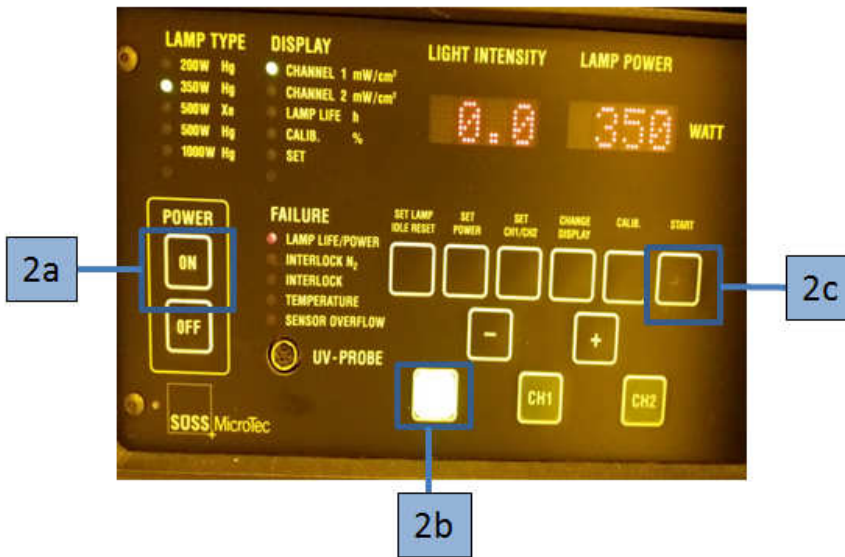 LAMP TYPE
200W Hg
350W Hg
500W Xe
500W Hg
1000W Hg
DISPLAY
CHANNEL 1 mW/cm²
CHANNEL 2 mW/cm²
LAMP LIFE h
CALIB. %
SET
LIGHT INTENSITY
0.0
LAMP POWER
350 WATT
POWER
ON
OFF
FAILURE
LAMP LIFE/POWER
INTERLOCK N₂
INTERLOCK
TEMPERATURE
SENSOR OVERFLOW
UV-PROBE
SET LAMP
IDLE RESET
SET
POWER
SET
CH1/CH2
CHANGE
DISPLAY
CALIB.
START
-
+
CH1
CH2
SUSS MicroTec
2a
2b
2c